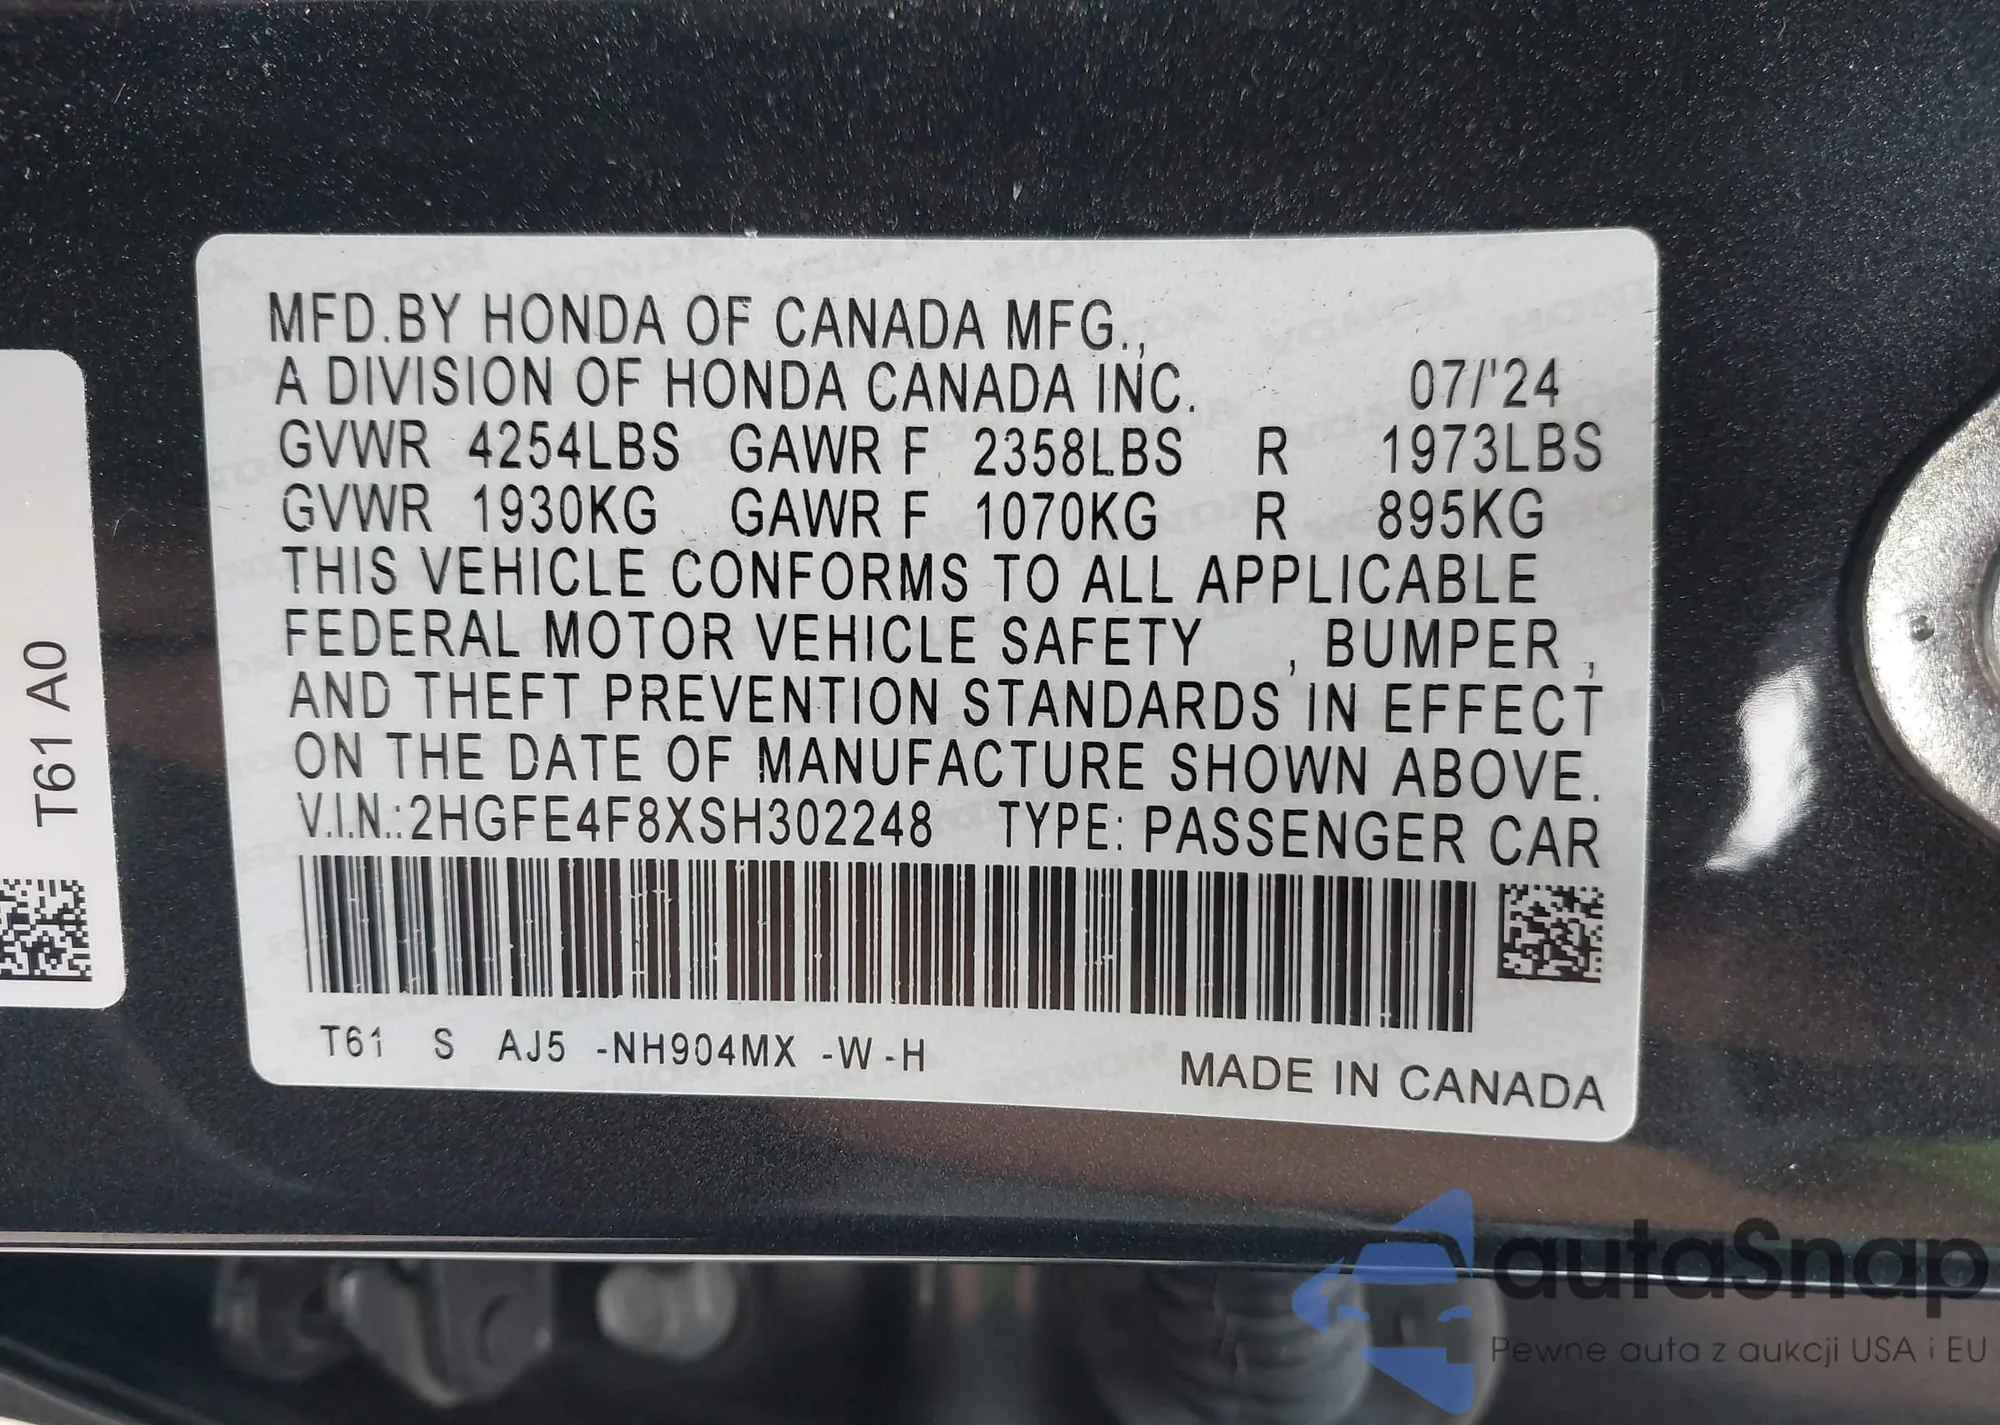 MFD.BY HONDA OF CANADA MFG.,
A DIVISION OF HONDA CANADA INC. 07/'24
GVWR 4254LBS GAWR F 2358LBS R 1973LBS
GVWR 1930KG GAWR F 1070KG R 895KG
THIS VEHICLE CONFORMS TO ALL APPLICABLE
FEDERAL MOTOR VEHICLE SAFETY , BUMPER ,
AND THEFT PREVENTION STANDARDS IN EFFECT
ON THE DATE OF MANUFACTURE SHOWN ABOVE.
V.I.N.:2HGFE4F8XSH302248 TYPE: PASSENGER CAR
T61 S AJ5 -NH904MX -W -H
MADE IN CANADA
T61 A0
autaSnap
Pewne auta z aukcji USA i EU